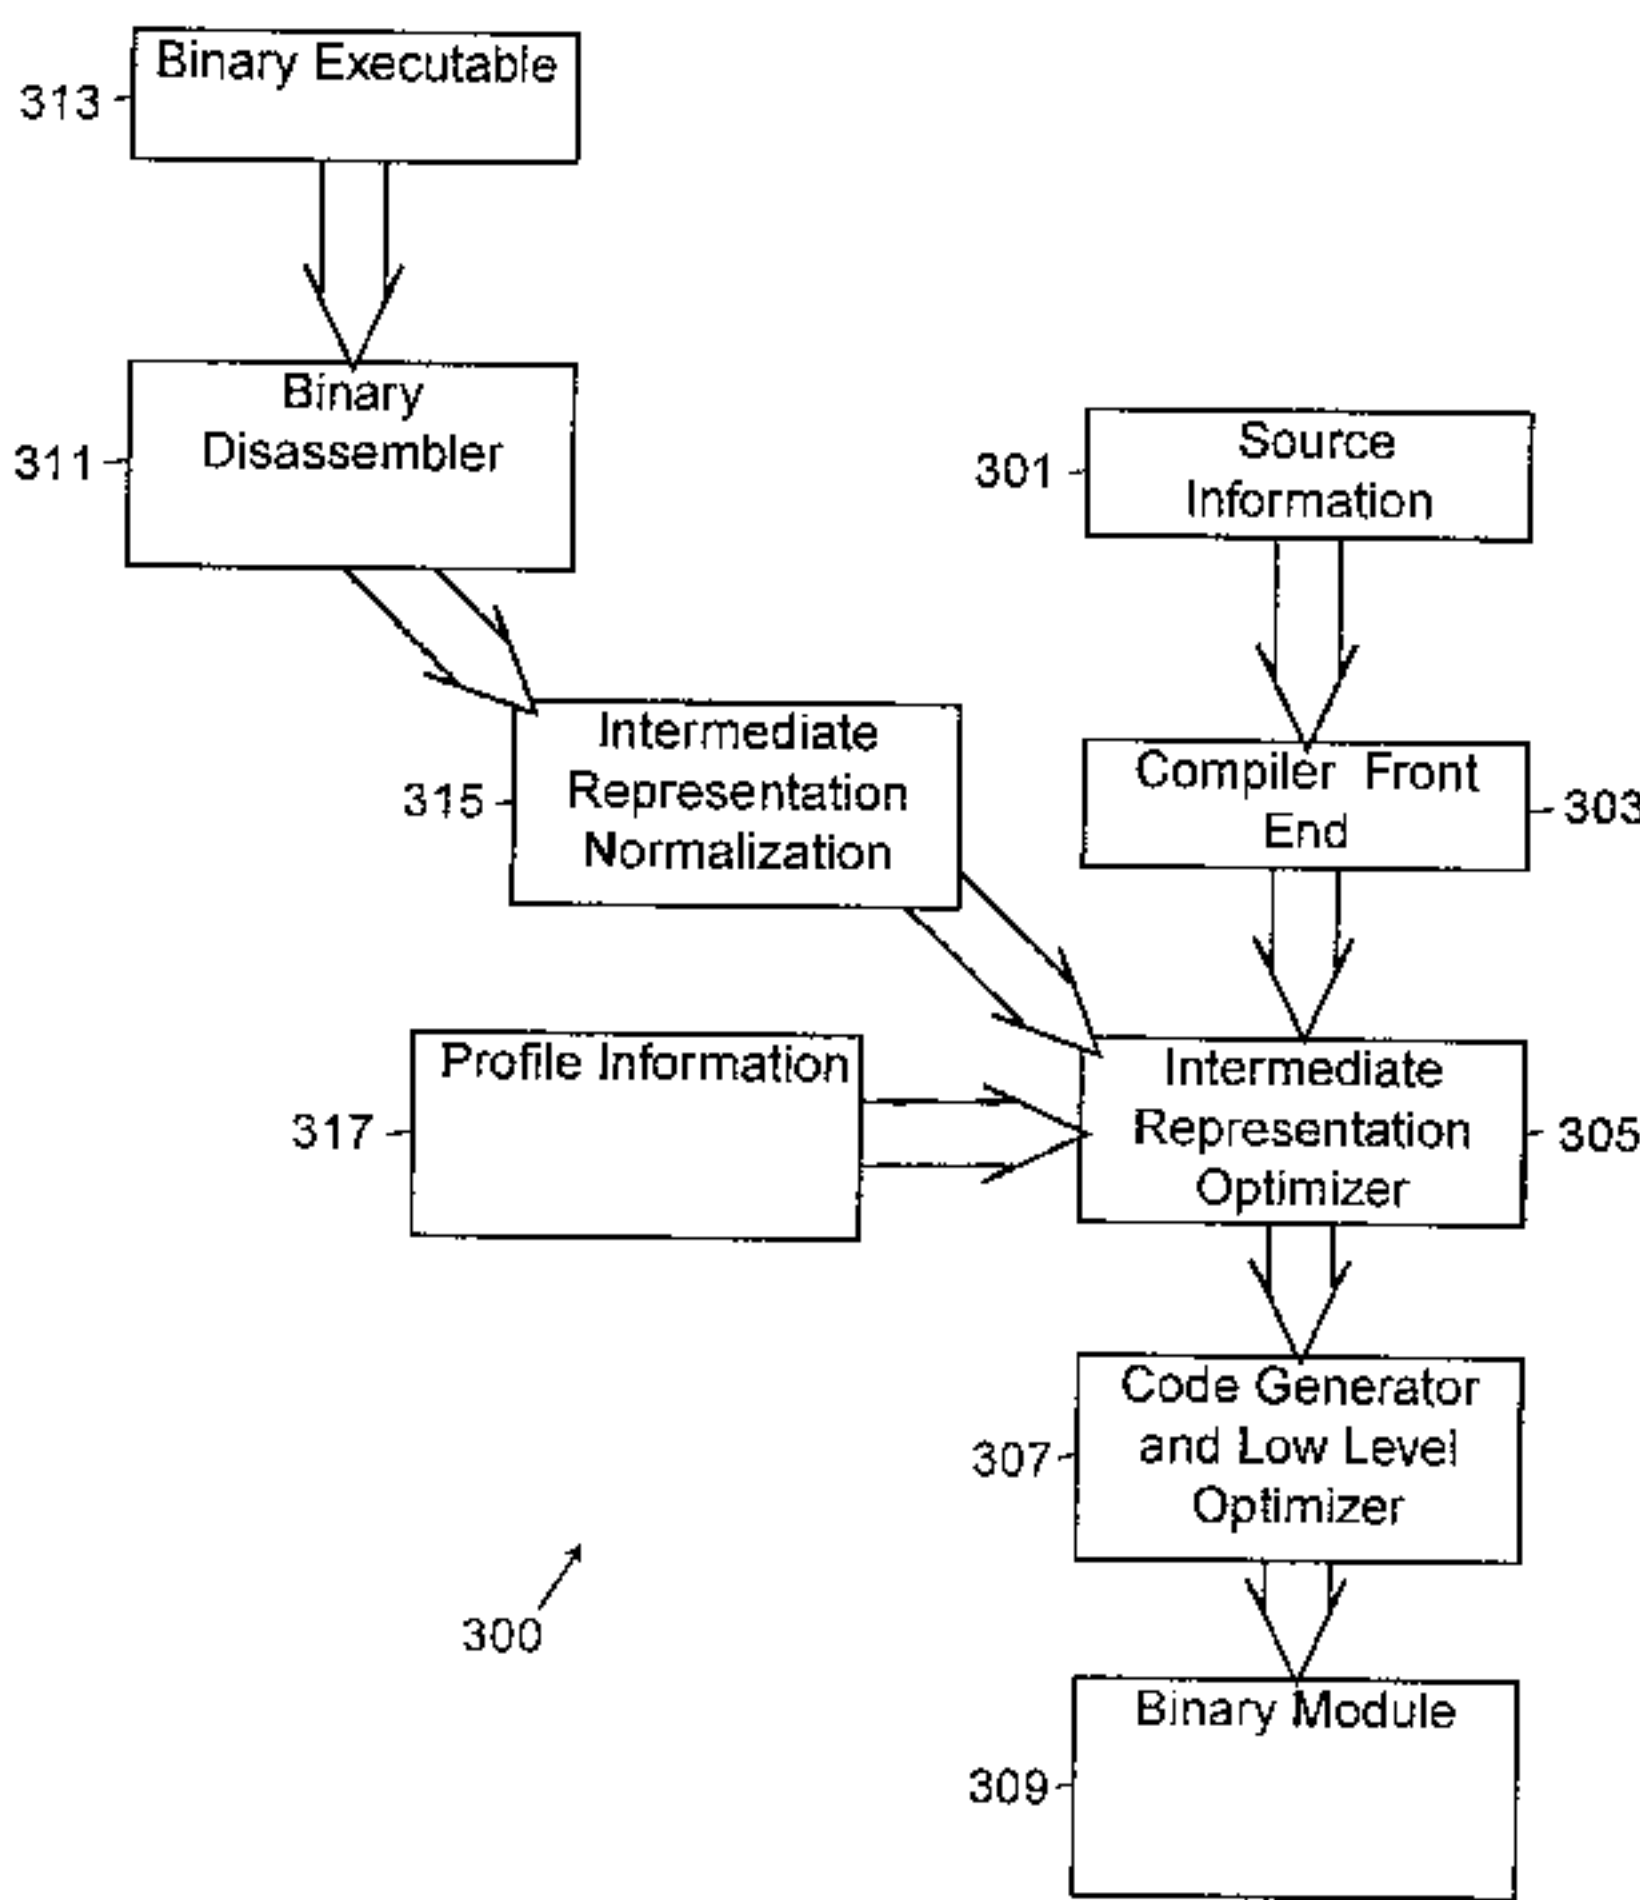 Binary Executable
313
Binary
Disassembler
311
Source
Information
301
Intermediate
Representation
Normalization
315
Compiler Front
End
303
Profile Information
317
Intermediate
Representation
Optimizer
305
Code Generator
and Low Level
Optimizer
307
300
Binary Module
309